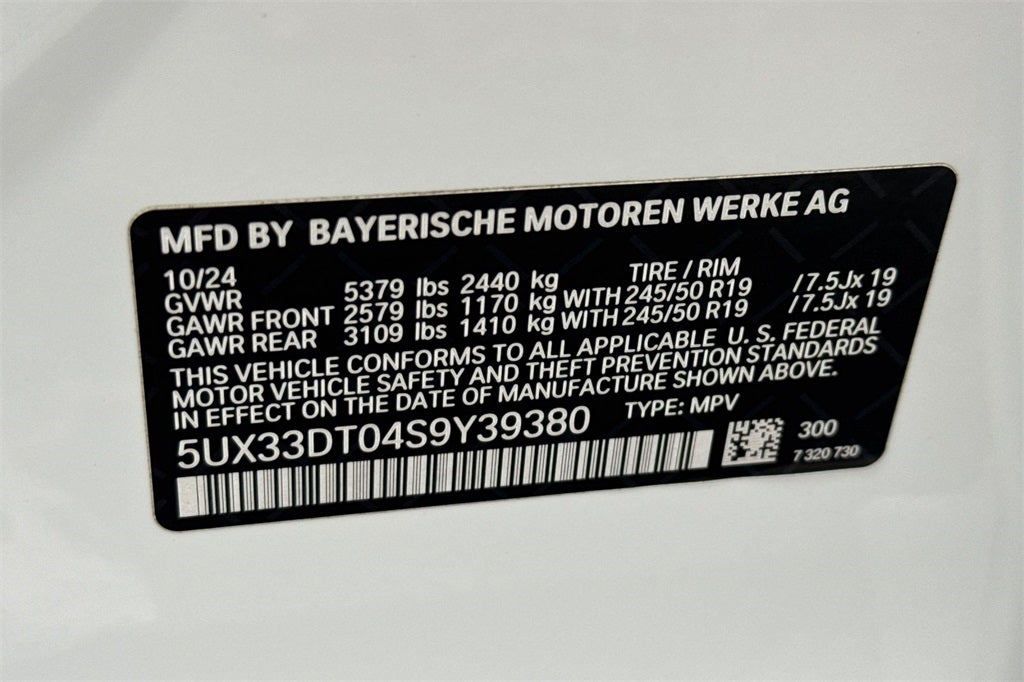 MFD BY BAYERISCHE MOTOREN WERKE AG
10/24 TIRE / RIM
GVWR 5379 lbs 2440 kg
GAWR FRONT 2579 lbs 1170 kg WITH 245/50 R19 / 7.5Jx 19
GAWR REAR 3109 lbs 1410 kg WITH 245/50 R19 / 7.5Jx 19
THIS VEHICLE CONFORMS TO ALL APPLICABLE U. S. FEDERAL
MOTOR VEHICLE SAFETY AND THEFT PREVENTION STANDARDS
IN EFFECT ON THE DATE OF MANUFACTURE SHOWN ABOVE.
5UX33DT04S9Y39380 TYPE: MPV
300
7 320 730